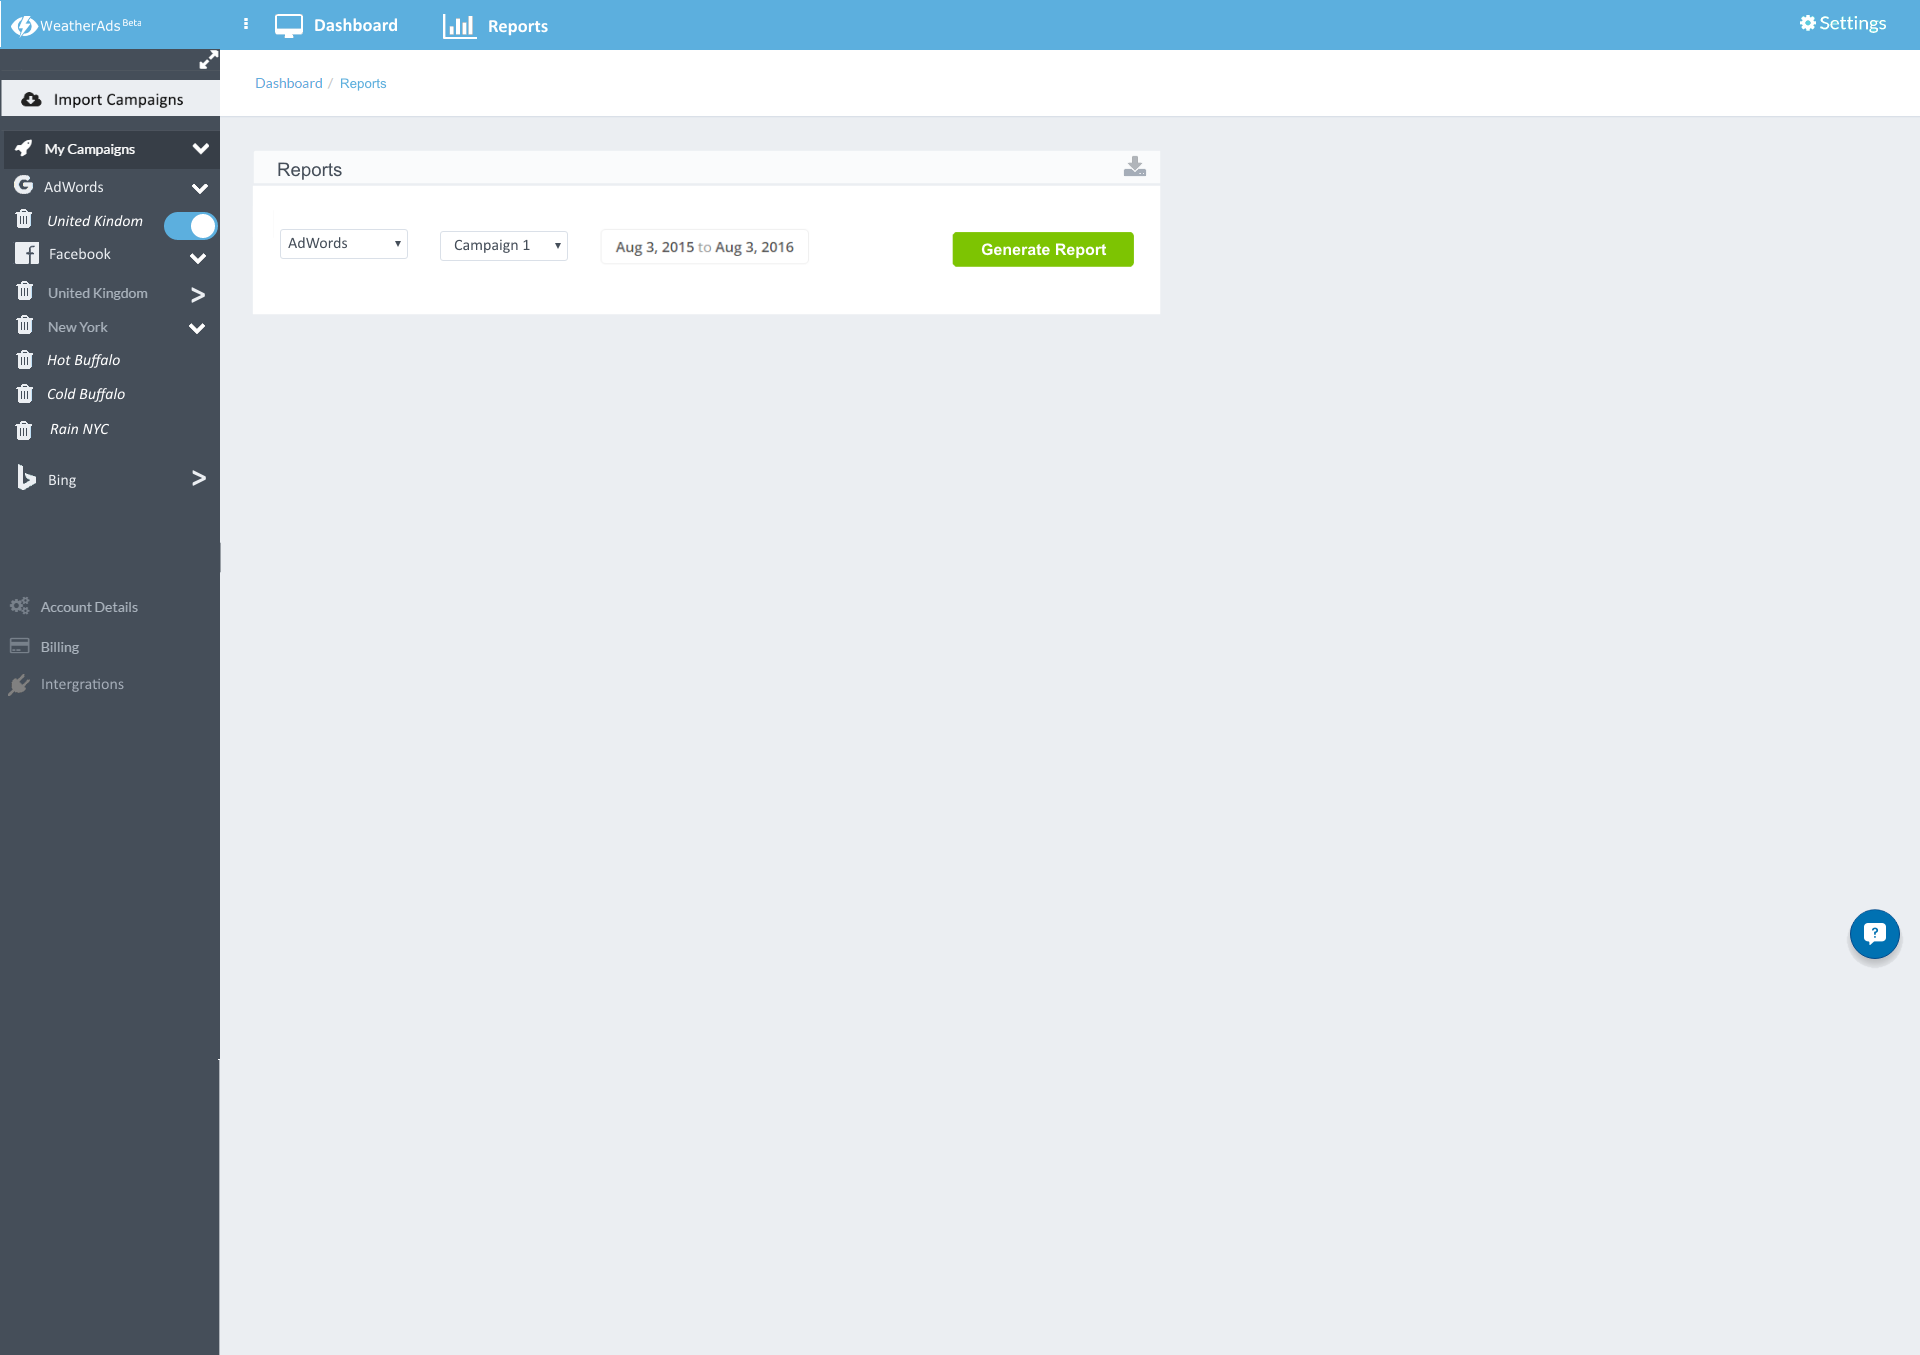 WeatherAds Beta
Dashboard
Reports
Settings
Import Campaigns
My Campaigns
AdWords
United Kindom
Facebook
United Kingdom
New York
Hot Buffalo
Cold Buffalo
Rain NYC
Bing
Account Details
Billing
Intergrations
Dashboard / Reports
Reports
AdWords
Campaign 1
Aug 3, 2015 to Aug 3, 2016
Generate Report
?